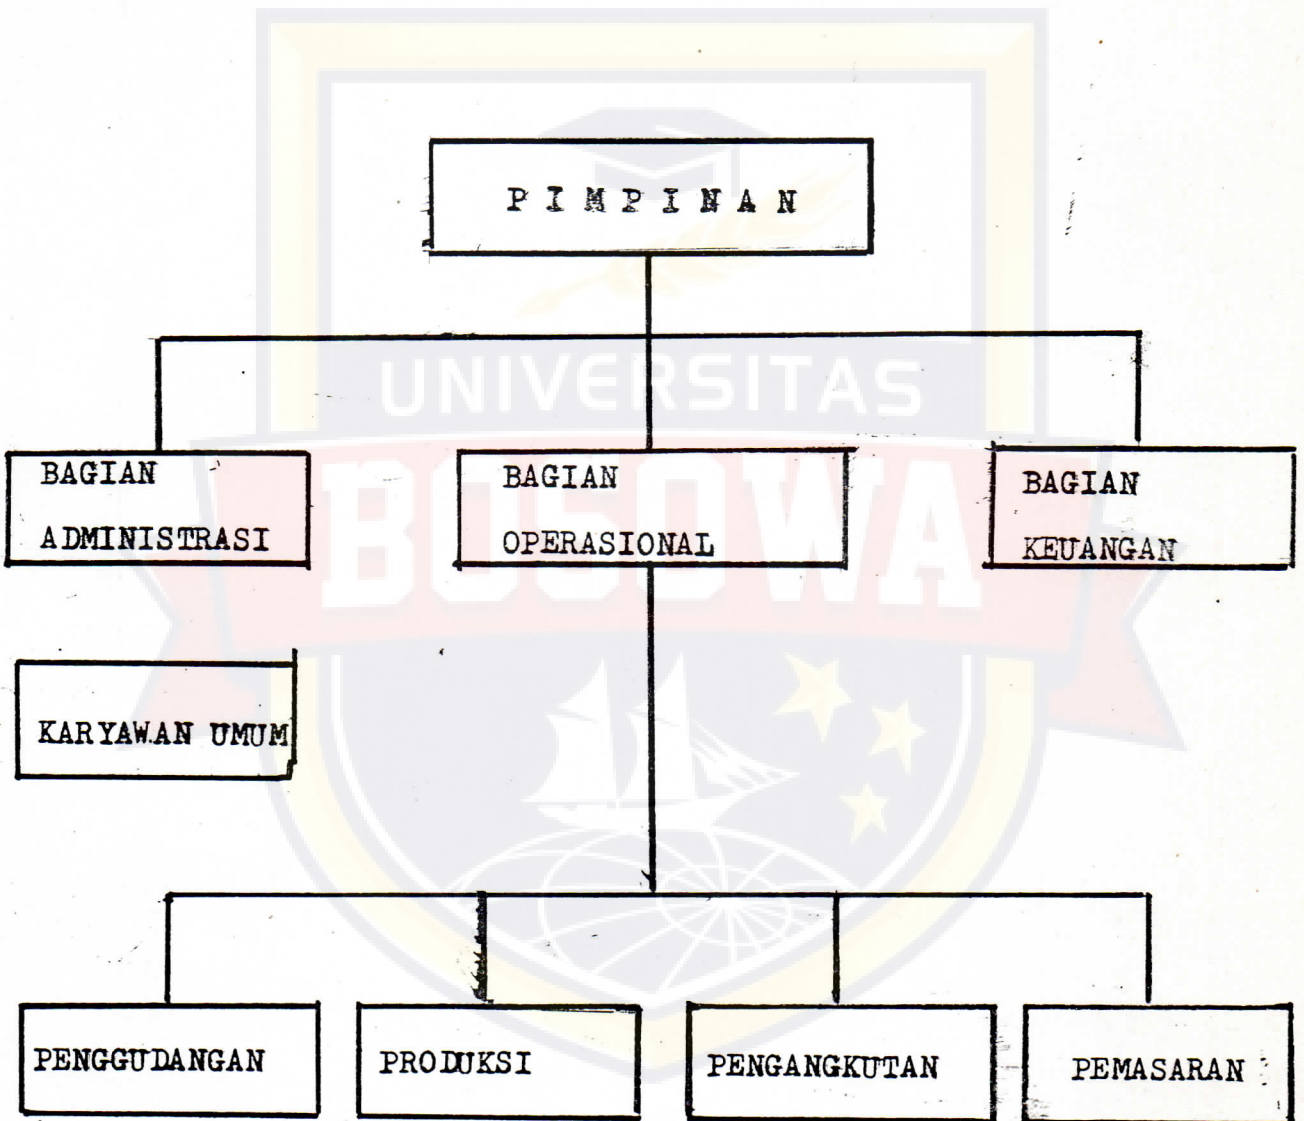 PIMPINAN
UNIVERSITAS
BOSOWA
BAGIAN
ADMINISTRASI
BAGIAN
OPERASIONAL
BAGIAN
KEUANGAN
KARYAWAN UMUM
PENGGUDANGAN
PRODUKSI
PENGANGKUTAN
PEMASARAN